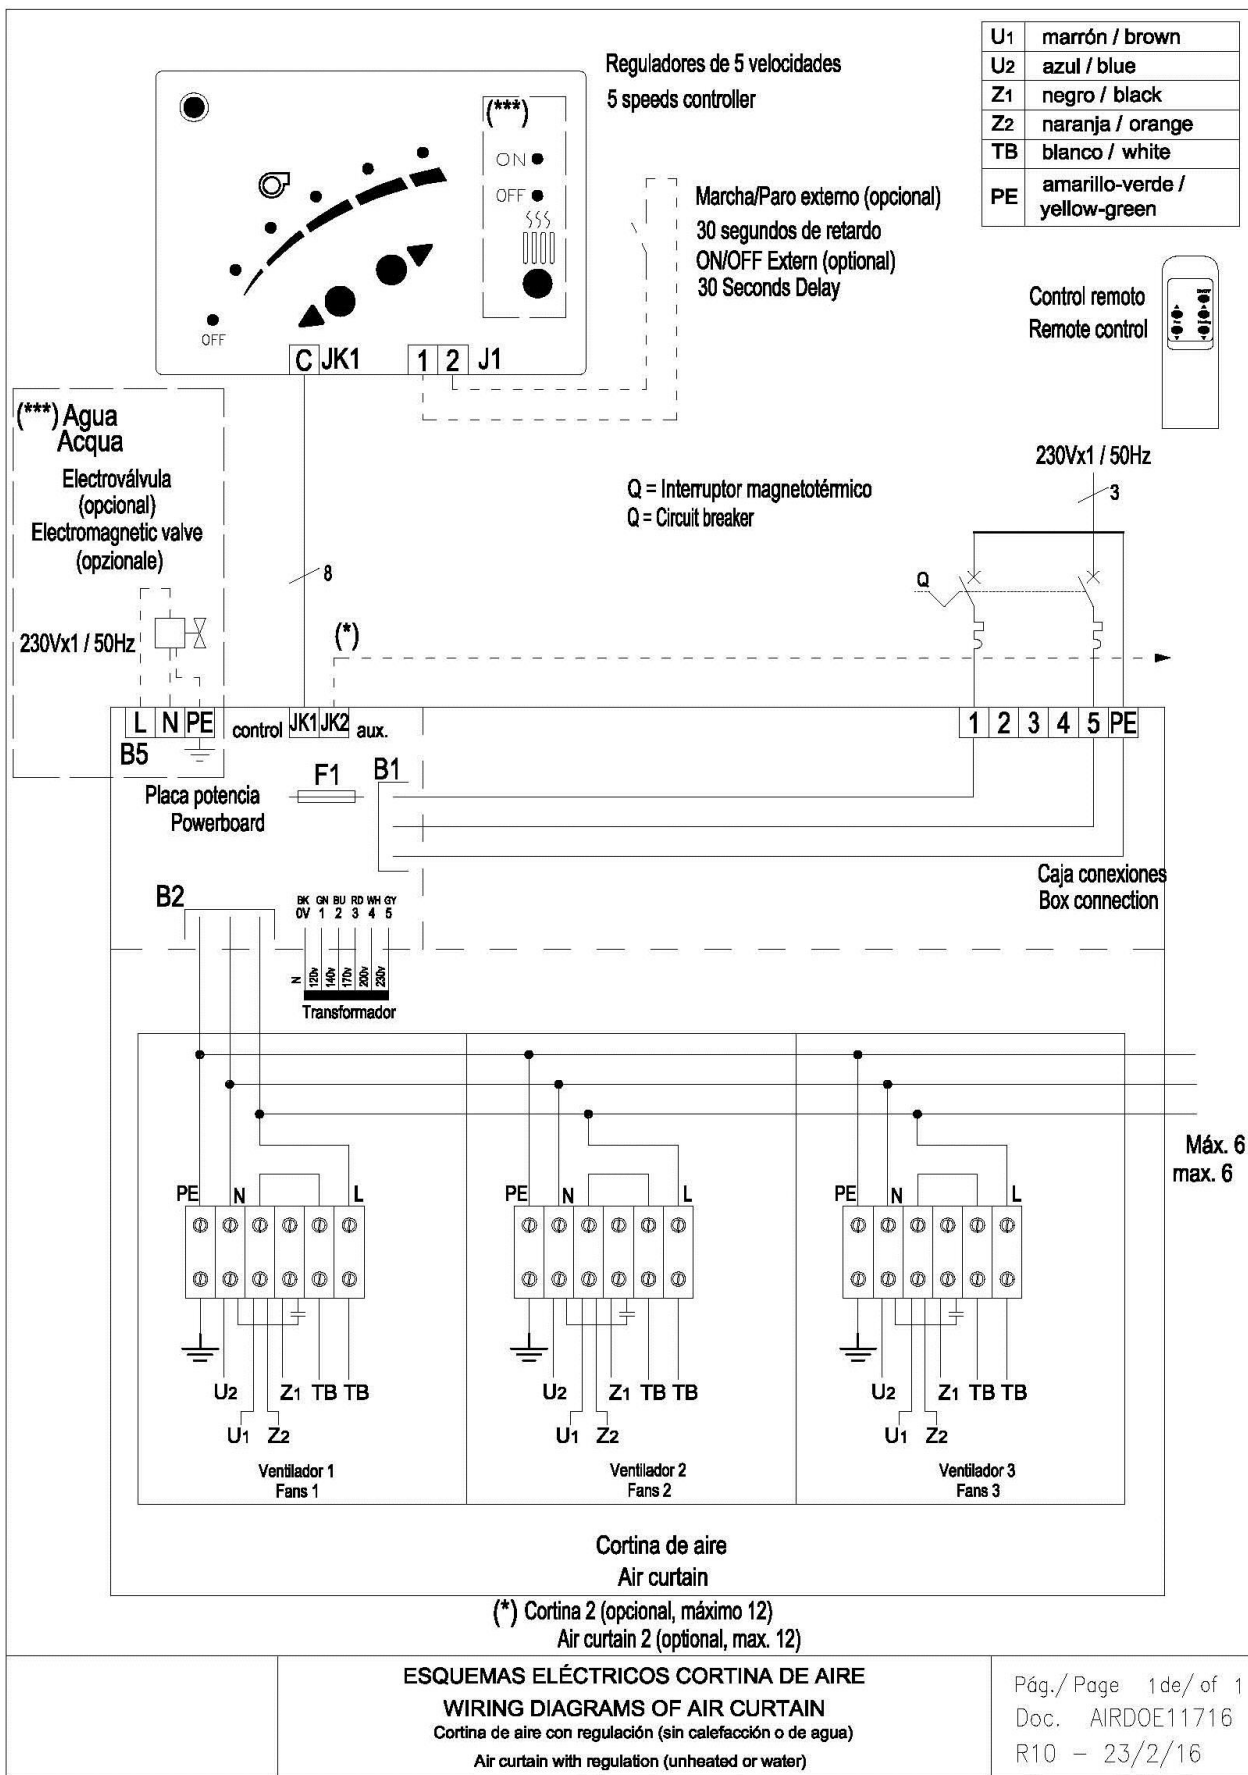 Reguladores de 5 velocidades
5 speeds controller
U1 marrón / brown
U2 azul / blue
Z1 negro / black
Z2 naranja / orange
TB blanco / white
PE amarillo-verde /
yellow-green
(***)
ON
OFF
OFF
C JK1
1 2 J1
Marcha/Paro externo (opcional)
30 segundos de retardo
ON/OFF Extern (optional)
30 Seconds Delay
Control remoto
Remote control
(***) Agua
Acqua
Electroválvula
(opcional)
Electromagnetic valve
(opzionale)
230Vx1 / 50Hz
8
(*)
Q = Interruptor magnetotérmico
Q = Circuit breaker
230Vx1 / 50Hz
3
Q
L N PE
B5
control JK1 JK2 aux.
1 2 3 4 5 PE
F1
B1
Placa potencia
Powerboard
Caja conexiones
Box connection
B2
BK GN BU RD WH GY
0V 1 2 3 4 5
N 120v 140v 170v 200v 230v
Transformador
Máx. 6
max. 6
PE N L
PE N L
PE N L
U2 Z1 TB TB
U1 Z2
U2 Z1 TB TB
U1 Z2
U2 Z1 TB TB
U1 Z2
Ventilador 1
Fans 1
Ventilador 2
Fans 2
Ventilador 3
Fans 3
Cortina de aire
Air curtain
(*) Cortina 2 (opcional, máximo 12)
Air curtain 2 (optional, max. 12)
ESQUEMAS ELÉCTRICOS CORTINA DE AIRE
WIRING DIAGRAMS OF AIR CURTAIN
Cortina de aire con regulación (sin calefacción o de agua)
Air curtain with regulation (unheated or water)
Pág./ Page 1de/ of 1
Doc. AIRDOE11716
R10 - 23/2/16